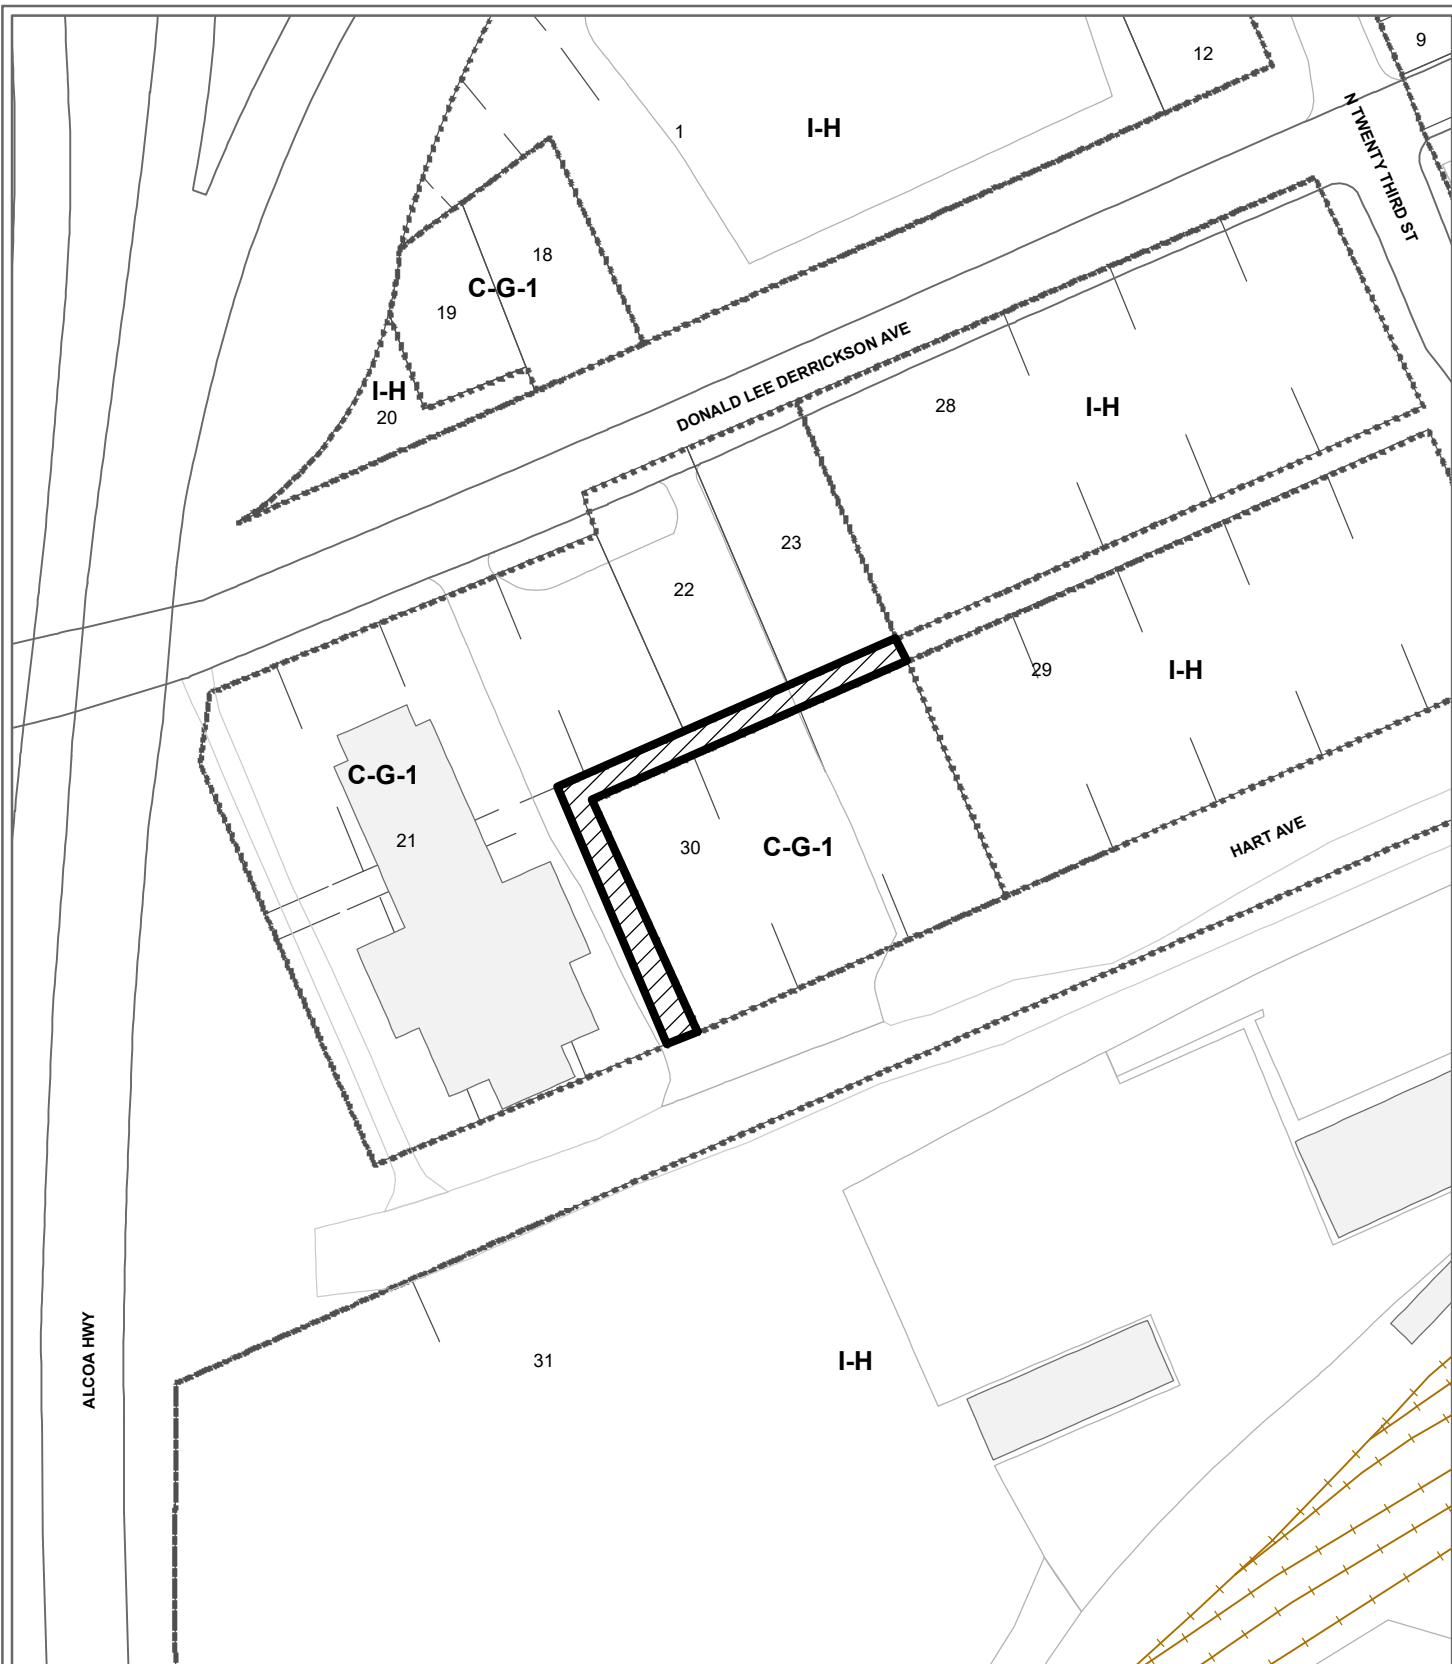 9
12
N TWENTY THIRD ST
1
I-H
18
C-G-1
19
I-H
20
DONALD LEE DERRICKSON AVE
28
I-H
23
22
29
I-H
C-G-1
21
30
C-G-1
HART AVE
ALCOA HWY
31
I-H